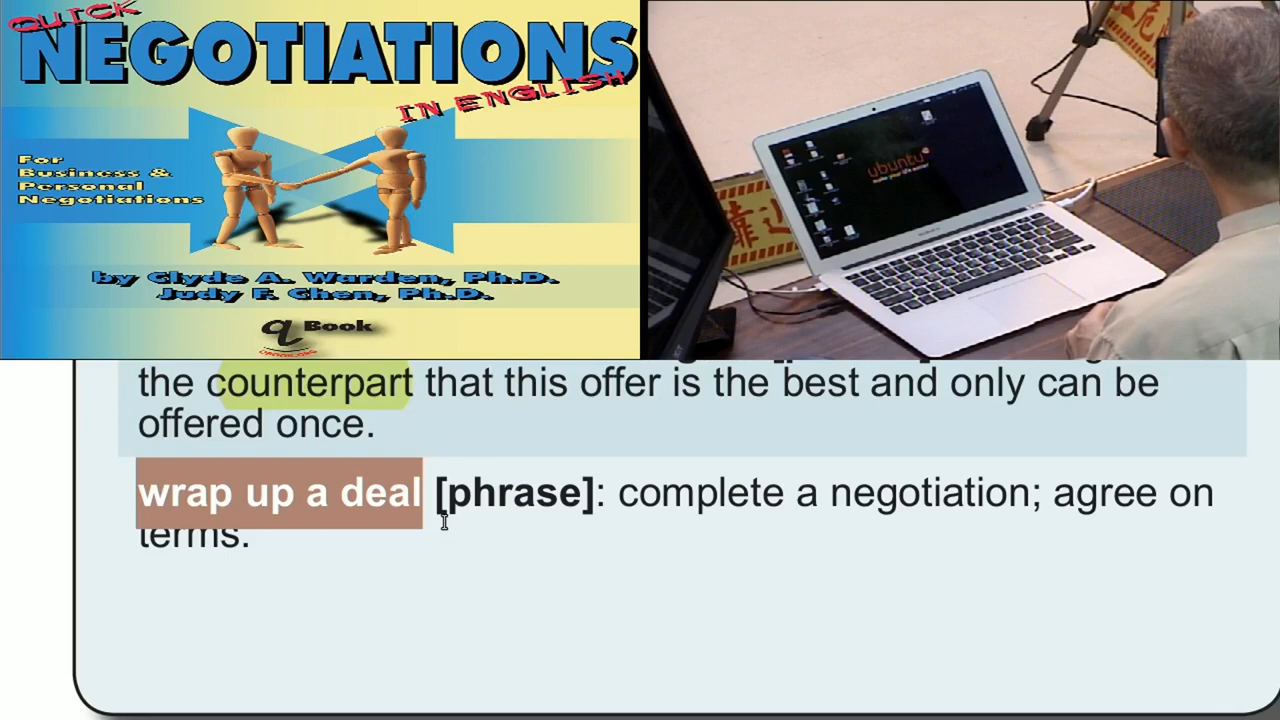 QUICK
NEGOTIATIONS
IN ENGLISH
For
Business &
Personal
Negotiations
by Clyde A. Warden, Ph.D.
Judy F. Chen, Ph.D.
q Book
ubuntu
靠近
the counterpart that this offer is the best and only can be
offered once.
wrap up a deal [phrase]: complete a negotiation; agree on
terms.